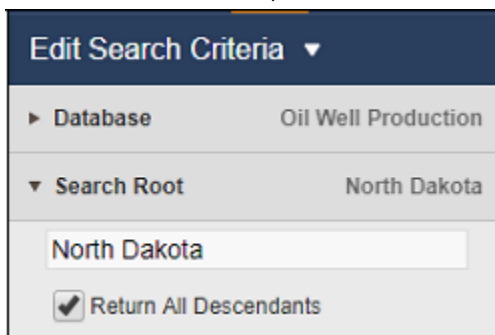 Edit Search Criteria
Database Oil Well Production
Search Root North Dakota
North Dakota
Return All Descendants